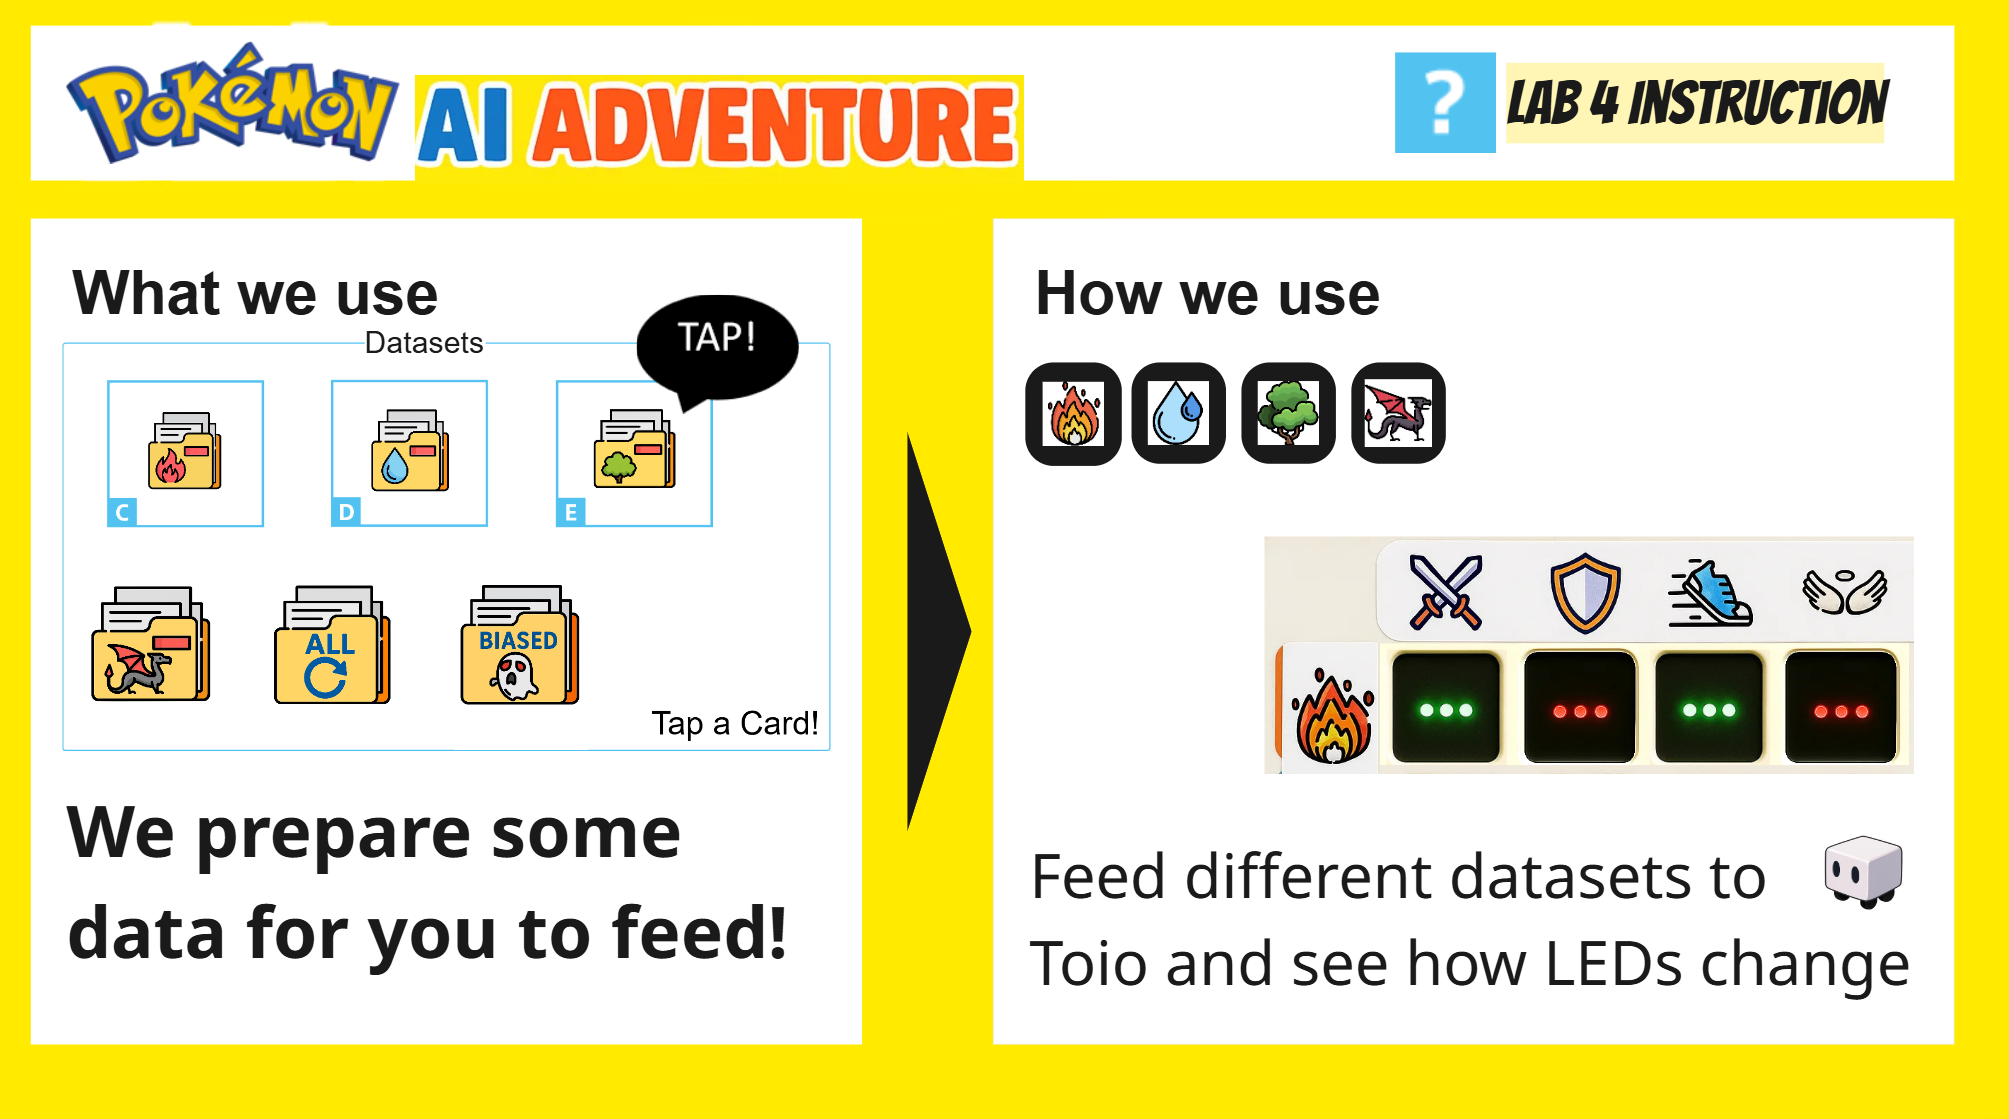 POKéMON
AI ADVENTURE
? LAB 4 INSTRUCTION
What we use
Datasets
TAP!
C
D
E
ALL
BIASED
Tap a Card!
We prepare some
data for you to feed!
How we use
Feed different datasets to
Toio and see how LEDs change